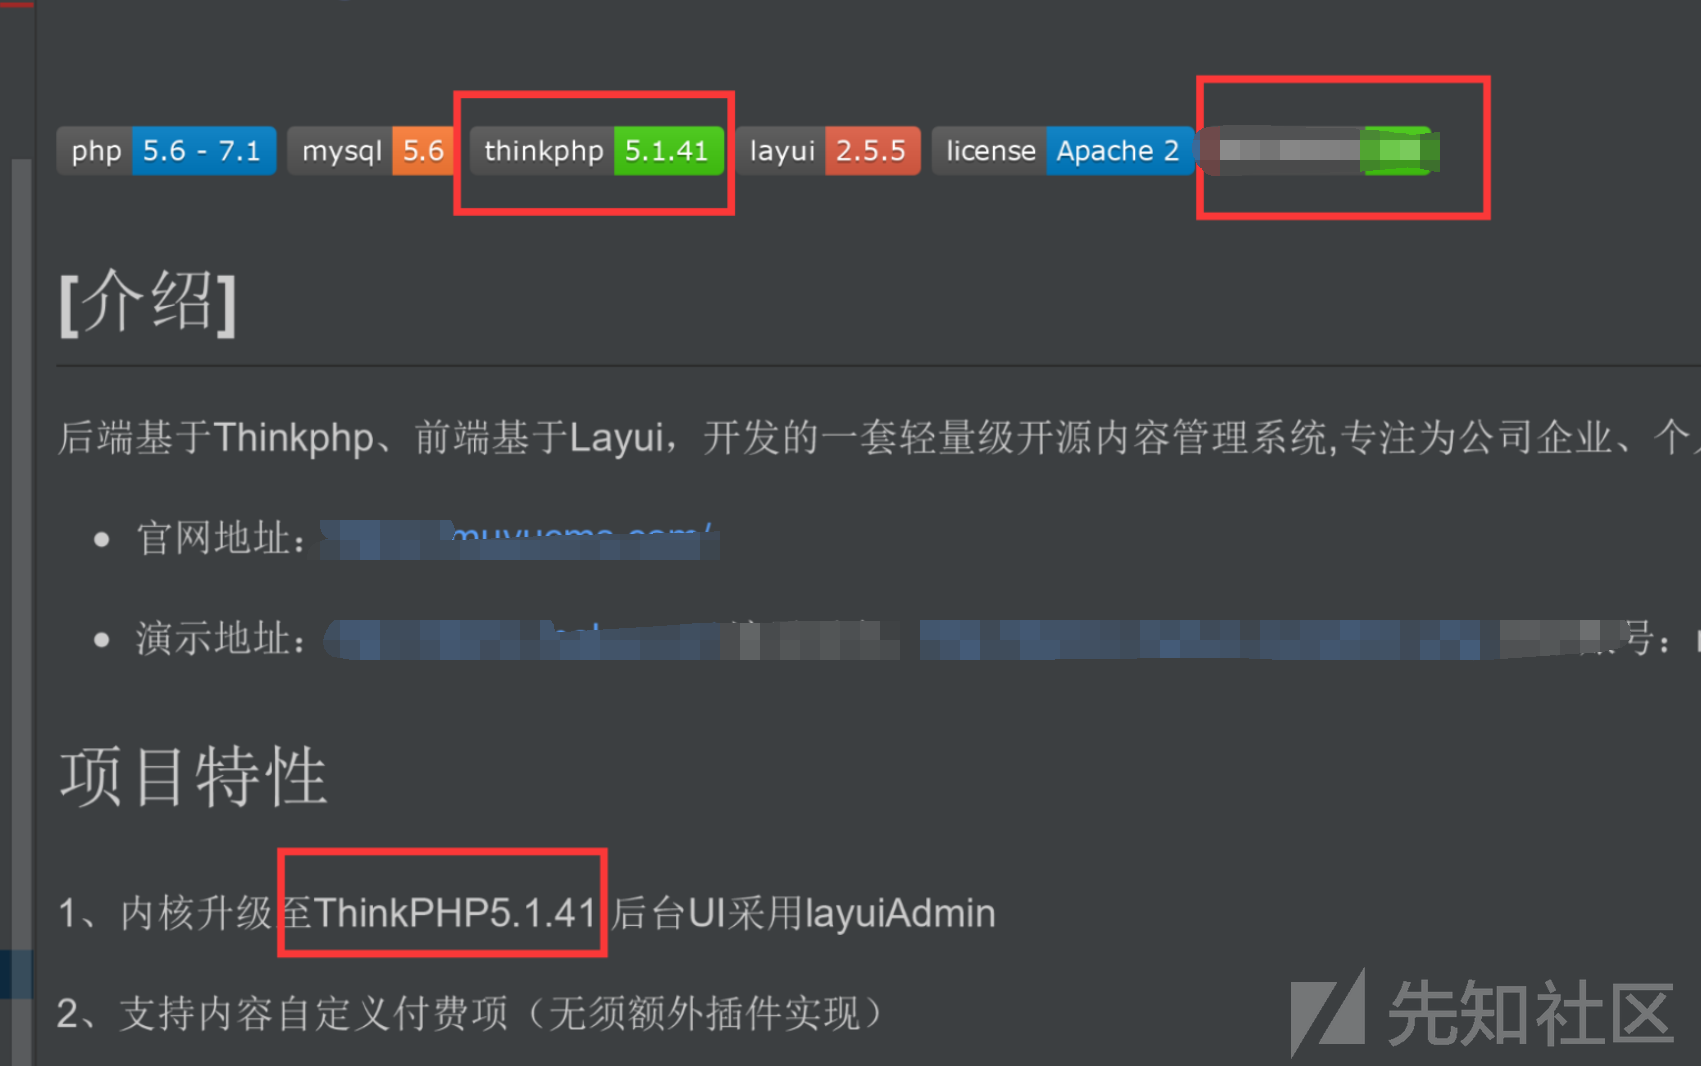 php 5.6 - 7.1 mysql 5.6 thinkphp 5.1.41 layui 2.5.5 license Apache 2
[介绍]
后端基于Thinkphp、前端基于Layui，开发的一套轻量级开源内容管理系统,专注为公司企业、个
官网地址：
演示地址： 号：
项目特性
1、内核升级至ThinkPHP5.1.41 后台UI采用layuiAdmin
2、支持内容自定义付费项（无须额外插件实现）
先知社区